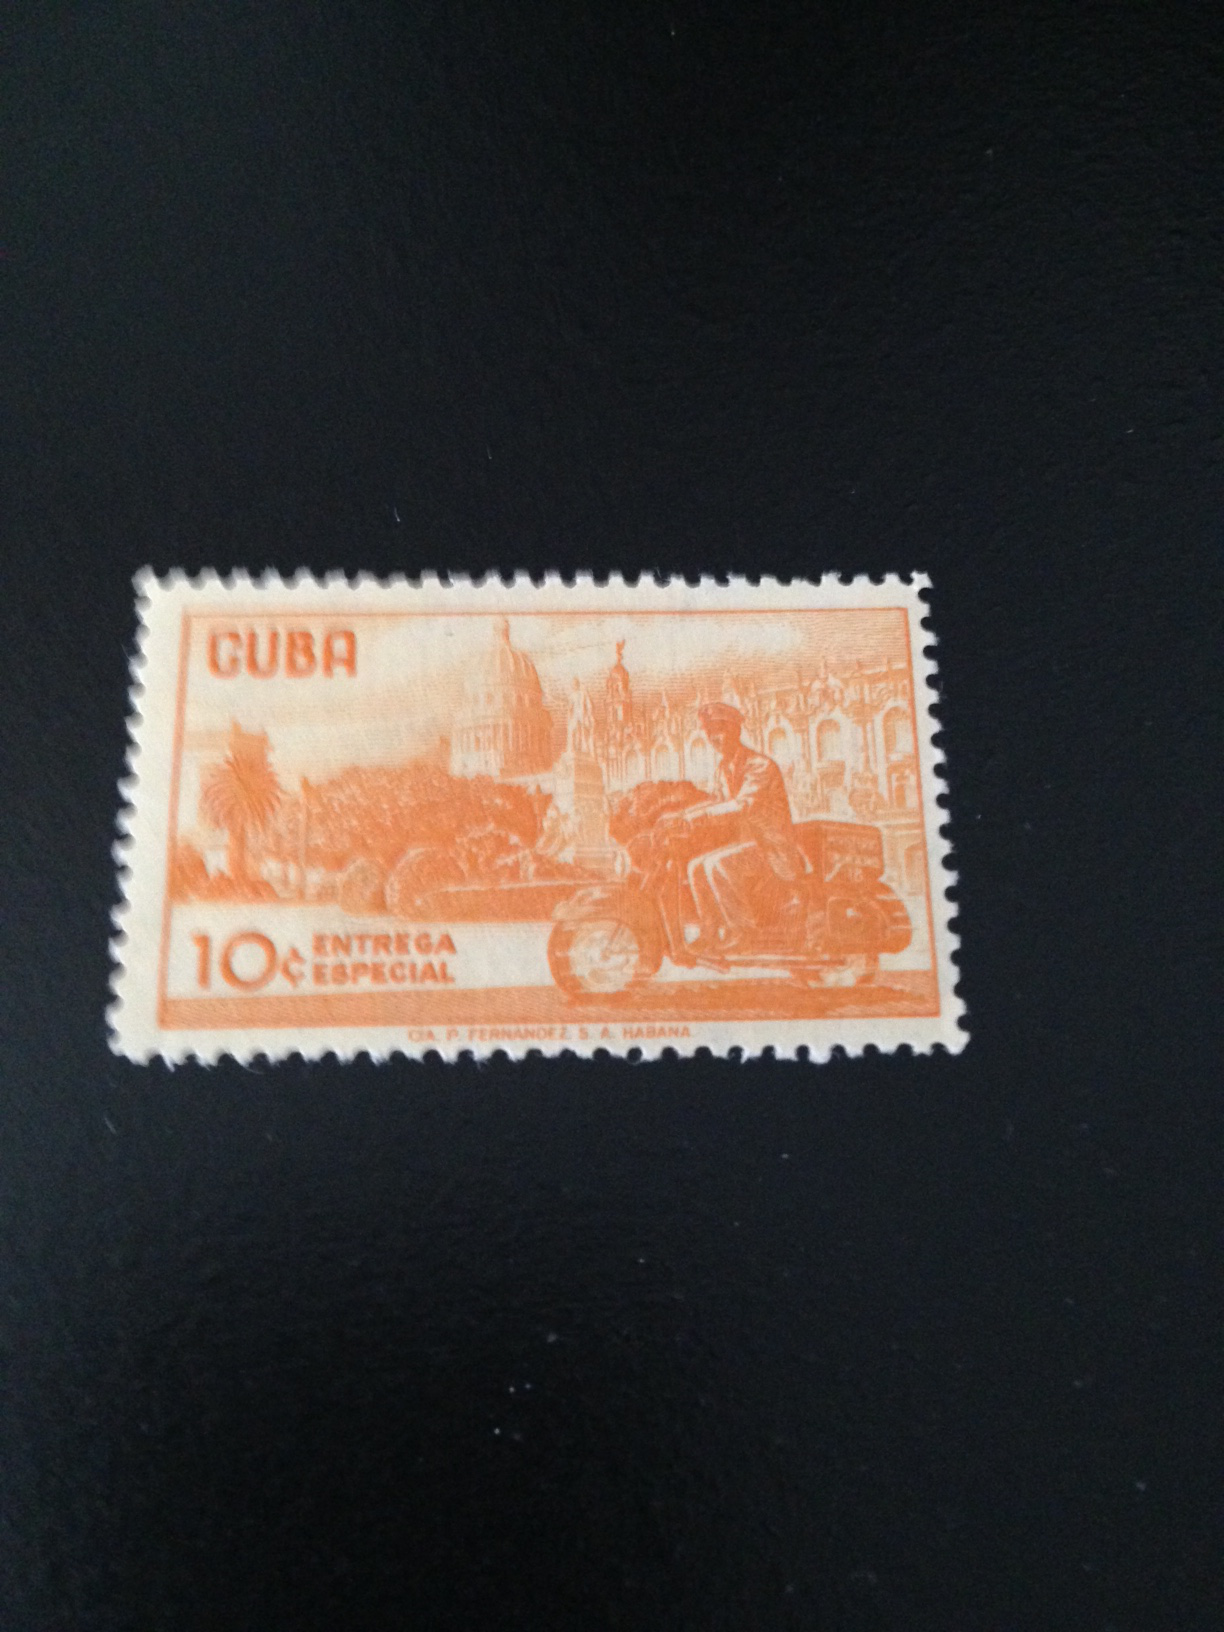 CUBA
10¢ ENTREGA
ESPECIAL
CIA. P. FERNANDEZ, S. A. HABANA